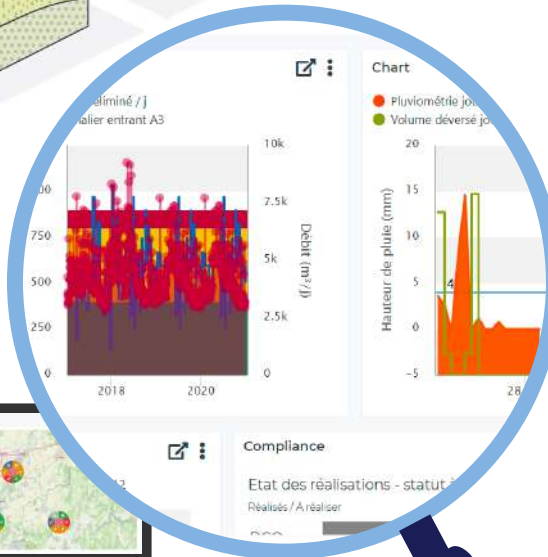 éliminé / j
alier entrant A3
10k
7.5k
5k
2.5k
0
00
750
500
250
0
Débit (m³/j)
2018
2020
Chart
Pluviométrie jo
Volume déversé jo
20
15
10
5
0
-5
4
Hauteur de pluie (mm)
28
Compliance
Etat des réalisations - statut à
Réalisés / A réaliser